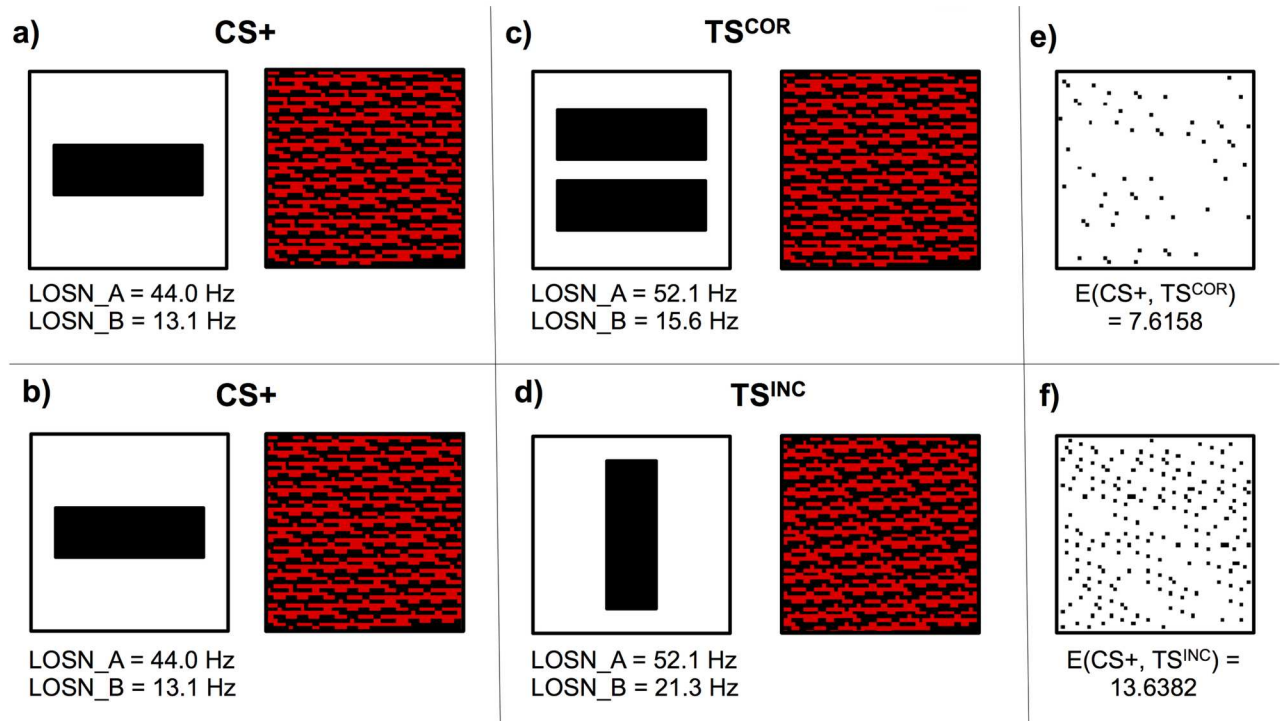 a) CS+
LOSN_A = 44.0 Hz
LOSN_B = 13.1 Hz
c) TS^COR
LOSN_A = 52.1 Hz
LOSN_B = 15.6 Hz
e)
E(CS+, TS^COR)
= 7.6158
b) CS+
LOSN_A = 44.0 Hz
LOSN_B = 13.1 Hz
d) TS^INC
LOSN_A = 52.1 Hz
LOSN_B = 21.3 Hz
f)
E(CS+, TS^INC) =
13.6382